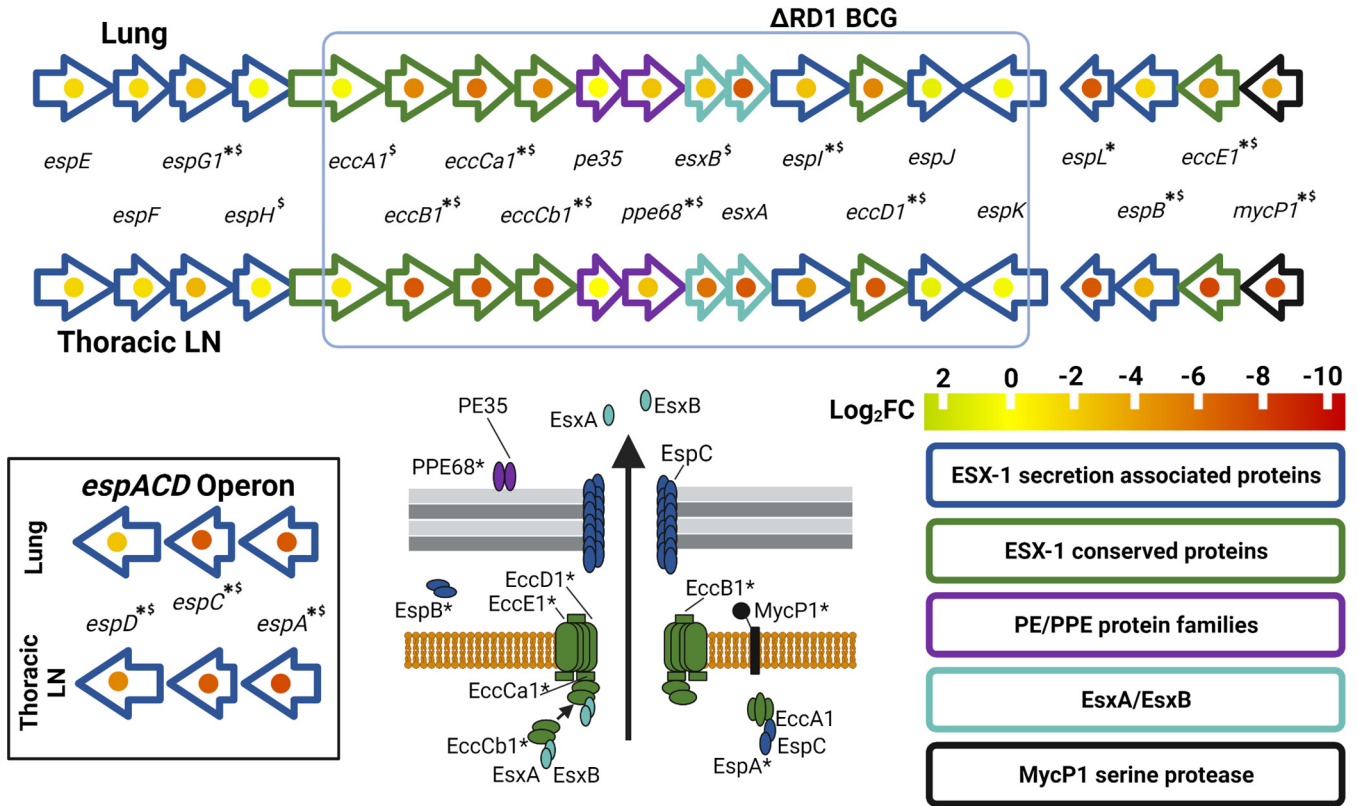 ΔRD1 BCG
Lung
espE espG1*$ eccA1$ eccCa1*$ pe35 esxB$ espI*$ espJ espL* eccE1*$
espF espH$ eccB1*$ eccCb1*$ ppe68*$ esxA eccD1*$ espK espB*$ mycP1*$
Thoracic LN
2 0 -2 -4 -6 -8 -10
Log2FC
ESX-1 secretion associated proteins
ESX-1 conserved proteins
PE/PPE protein families
EsxA/EsxB
MycP1 serine protease
espACD Operon
Lung
espC*$
espD*$ espA*$
Thoracic
LN
PE35
EsxA
EsxB
PPE68*
EspC
EccD1*
EccE1*
EccB1*
EspB*
MycP1*
EccCa1*
EccCb1*
EsxA EsxB
EccA1
EspC
EspA*